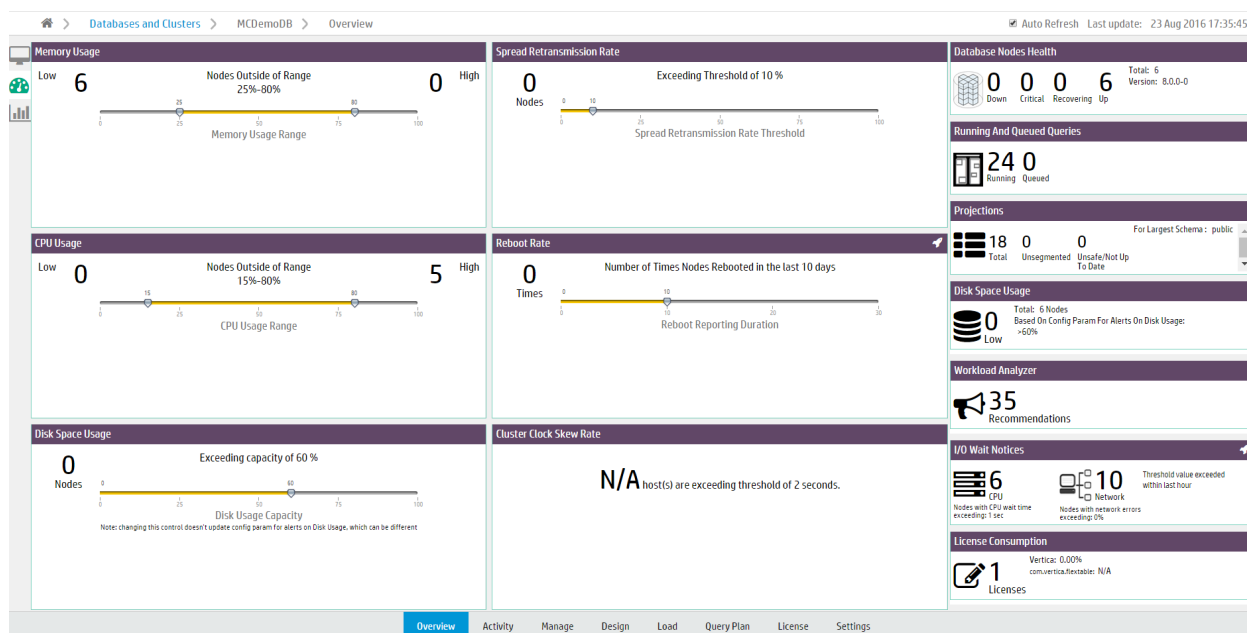 Databases and Clusters MCDemoDB Overview
Auto Refresh Last update: 23 Aug 2016 17:35:45
Memory Usage
Low 6 Nodes Outside of Range 0 High
25%-80%
25 80
0 25 50 75 100
Memory Usage Range
Spread Retransmission Rate
0 Exceeding Threshold of 10 %
Nodes
0 10
0 25 50 75 100
Spread Retransmission Rate Threshold
CPU Usage
Low 0 Nodes Outside of Range 5 High
15%-80%
15 80
0 25 50 75 100
CPU Usage Range
Reboot Rate
0 Number of Times Nodes Rebooted in the last 10 days
Times
0 10
0 10 20 30
Reboot Reporting Duration
Disk Space Usage
0 Exceeding capacity of 60 %
Nodes
0 60
0 25 50 75 100
Disk Usage Capacity
Note: changing this control doesn't update config param for alerts on Disk Usage, which can be different
Cluster Clock Skew Rate
N/A host(s) are exceeding threshold of 2 seconds.
Database Nodes Health
0 0 0 6
Down Critical Recovering Up
Total: 6
Version: 8.0.0-0
Running And Queued Queries
24 0
Running Queued
Projections
For Largest Schema : public
18 0 0
Total Unsegmented Unsafe/Not Up
To Date
Disk Space Usage
Total: 6 Nodes
0 Based On Config Param For Alerts On Disk Usage:
>60%
Low
Workload Analyzer
35
Recommendations
I/O Wait Notices
6
CPU
Nodes with CPU wait time
exceeding: 1 sec
10
Network
Nodes with network errors
exceeding: 0%
Threshold value exceeded
within last hour
License Consumption
Vertica: 0.00%
com.vertica.flextable: N/A
1
Licenses
Overview Activity Manage Design Load Query Plan License Settings